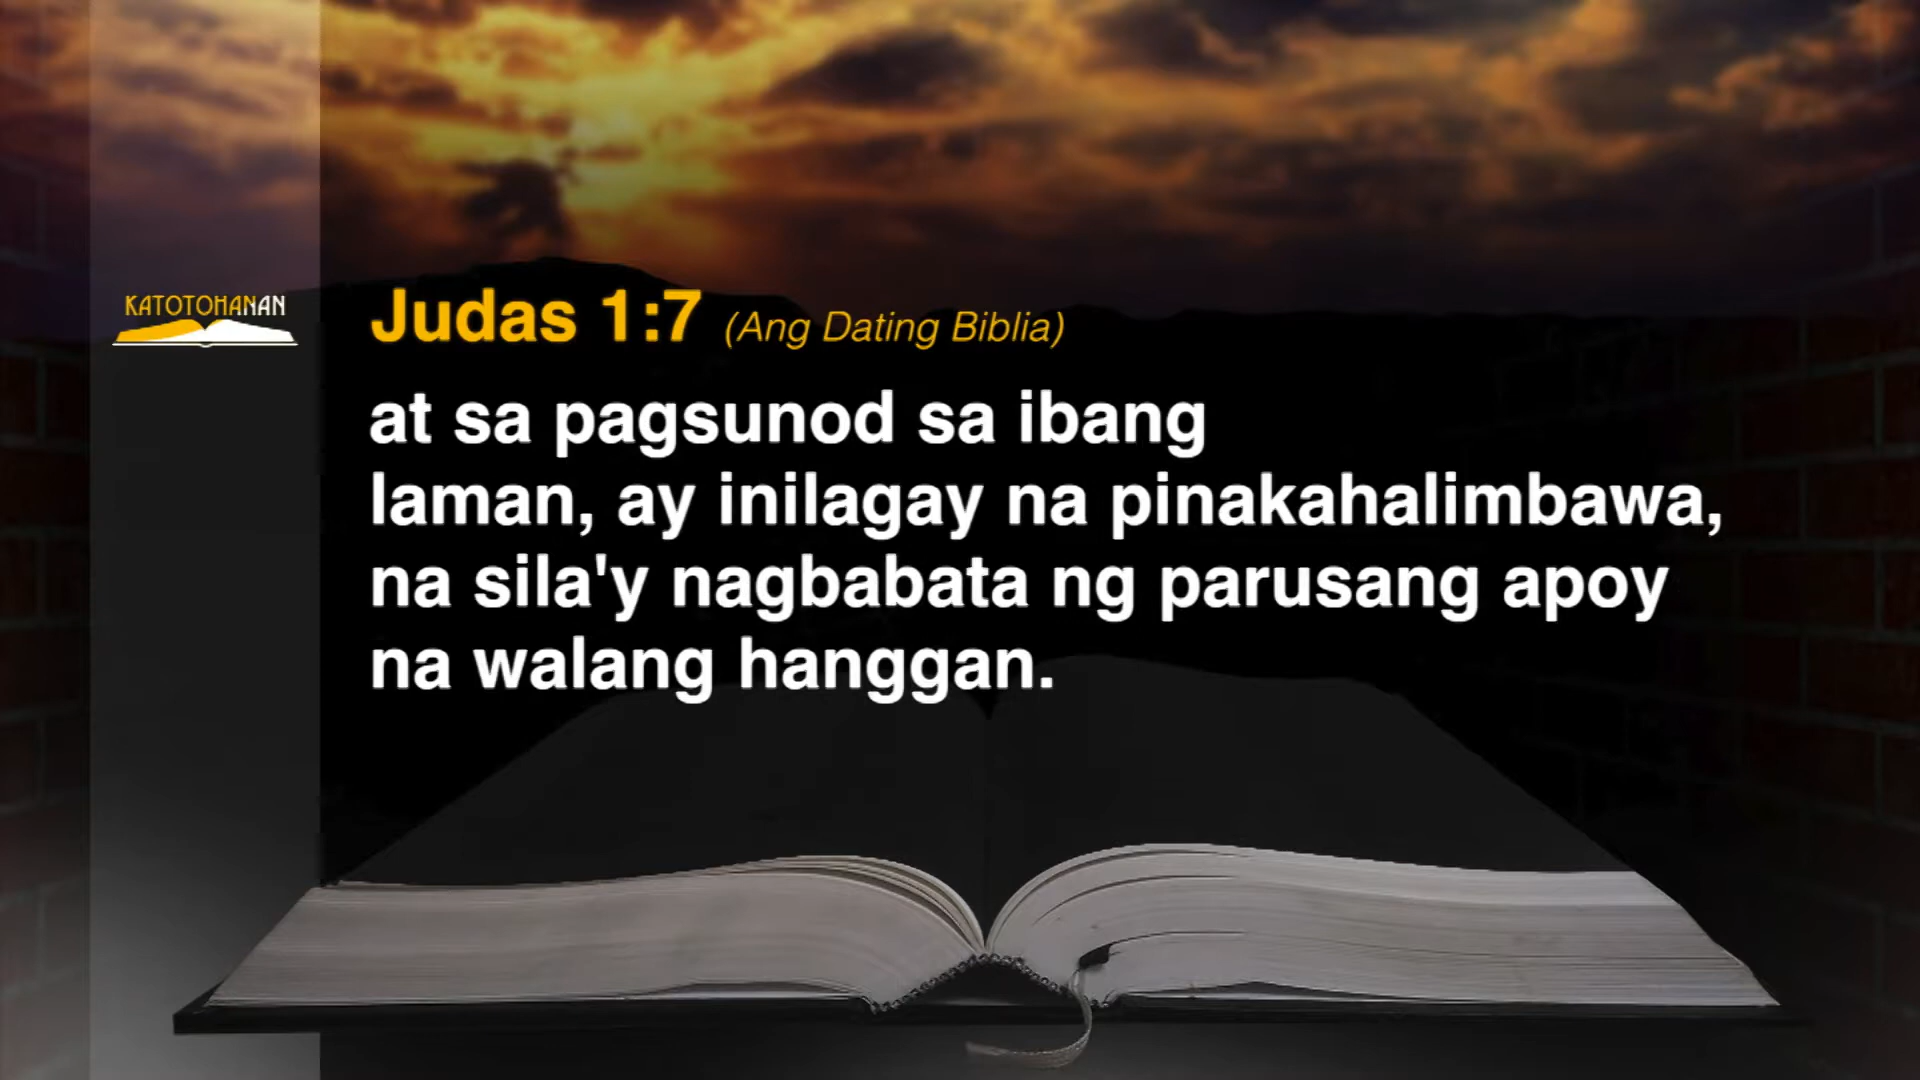 KATOTOHANAN
Judas 1:7 (Ang Dating Biblia)
at sa pagsunod sa ibang
laman, ay inilagay na pinakahalimbawa,
na sila'y nagbabata ng parusang apoy
na walang hanggan.